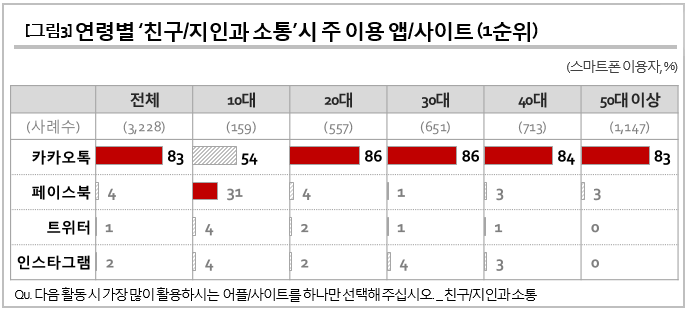 [그림3] 연령별 ‘친구/지인과 소통’ 시 주 이용 앱/사이트 (1순위)
(스마트폰 이용자, %)
전체 10대 20대 30대 40대 50대 이상
(사례수) (3,228) (159) (557) (651) (713) (1,147)
카카오톡 83 54 86 86 84 83
페이스북 4 31 4 1 3 3
트위터 1 4 2 1 1 0
인스타그램 2 4 2 4 3 0
Qu. 다음 활동 시 가장 많이 활용하시는 어플/사이트를 하나만 선택해 주십시오. _ 친구/지인과 소통